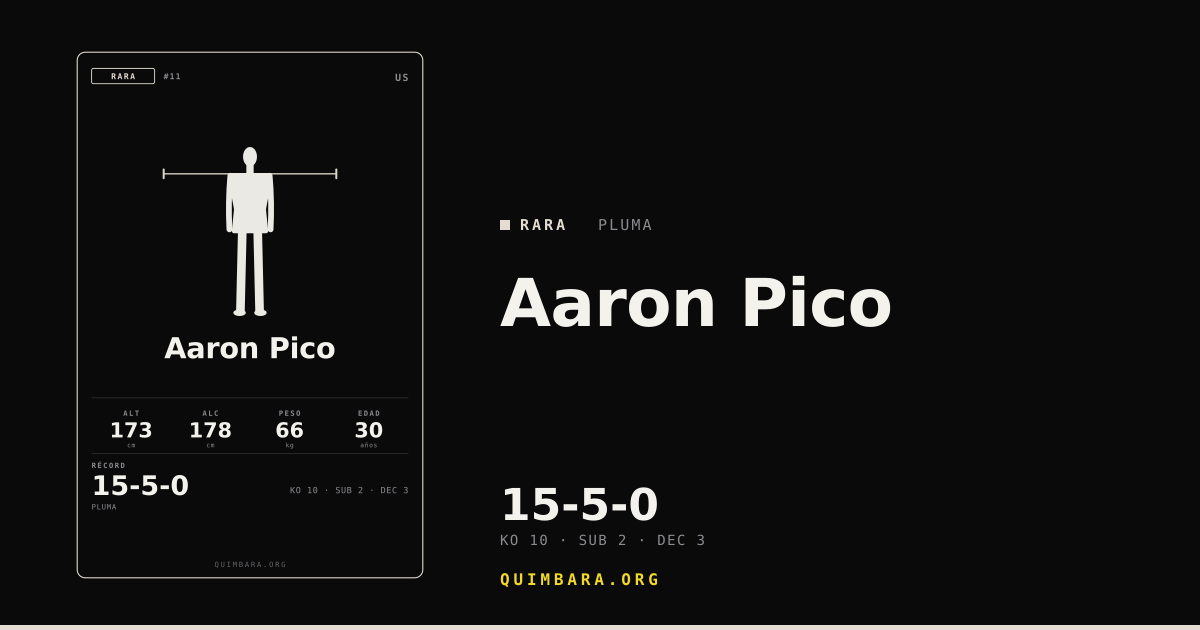 RARA #11 US
Aaron Pico
ALT ALC PESO EDAD
173 178 66 30
cm cm kg años
RÉCORD
15-5-0 KO 10 · SUB 2 · DEC 3
PLUMA
QUIMBARA.ORG
RARA PLUMA
Aaron Pico
15-5-0
KO 10 · SUB 2 · DEC 3
QUIMBARA.ORG